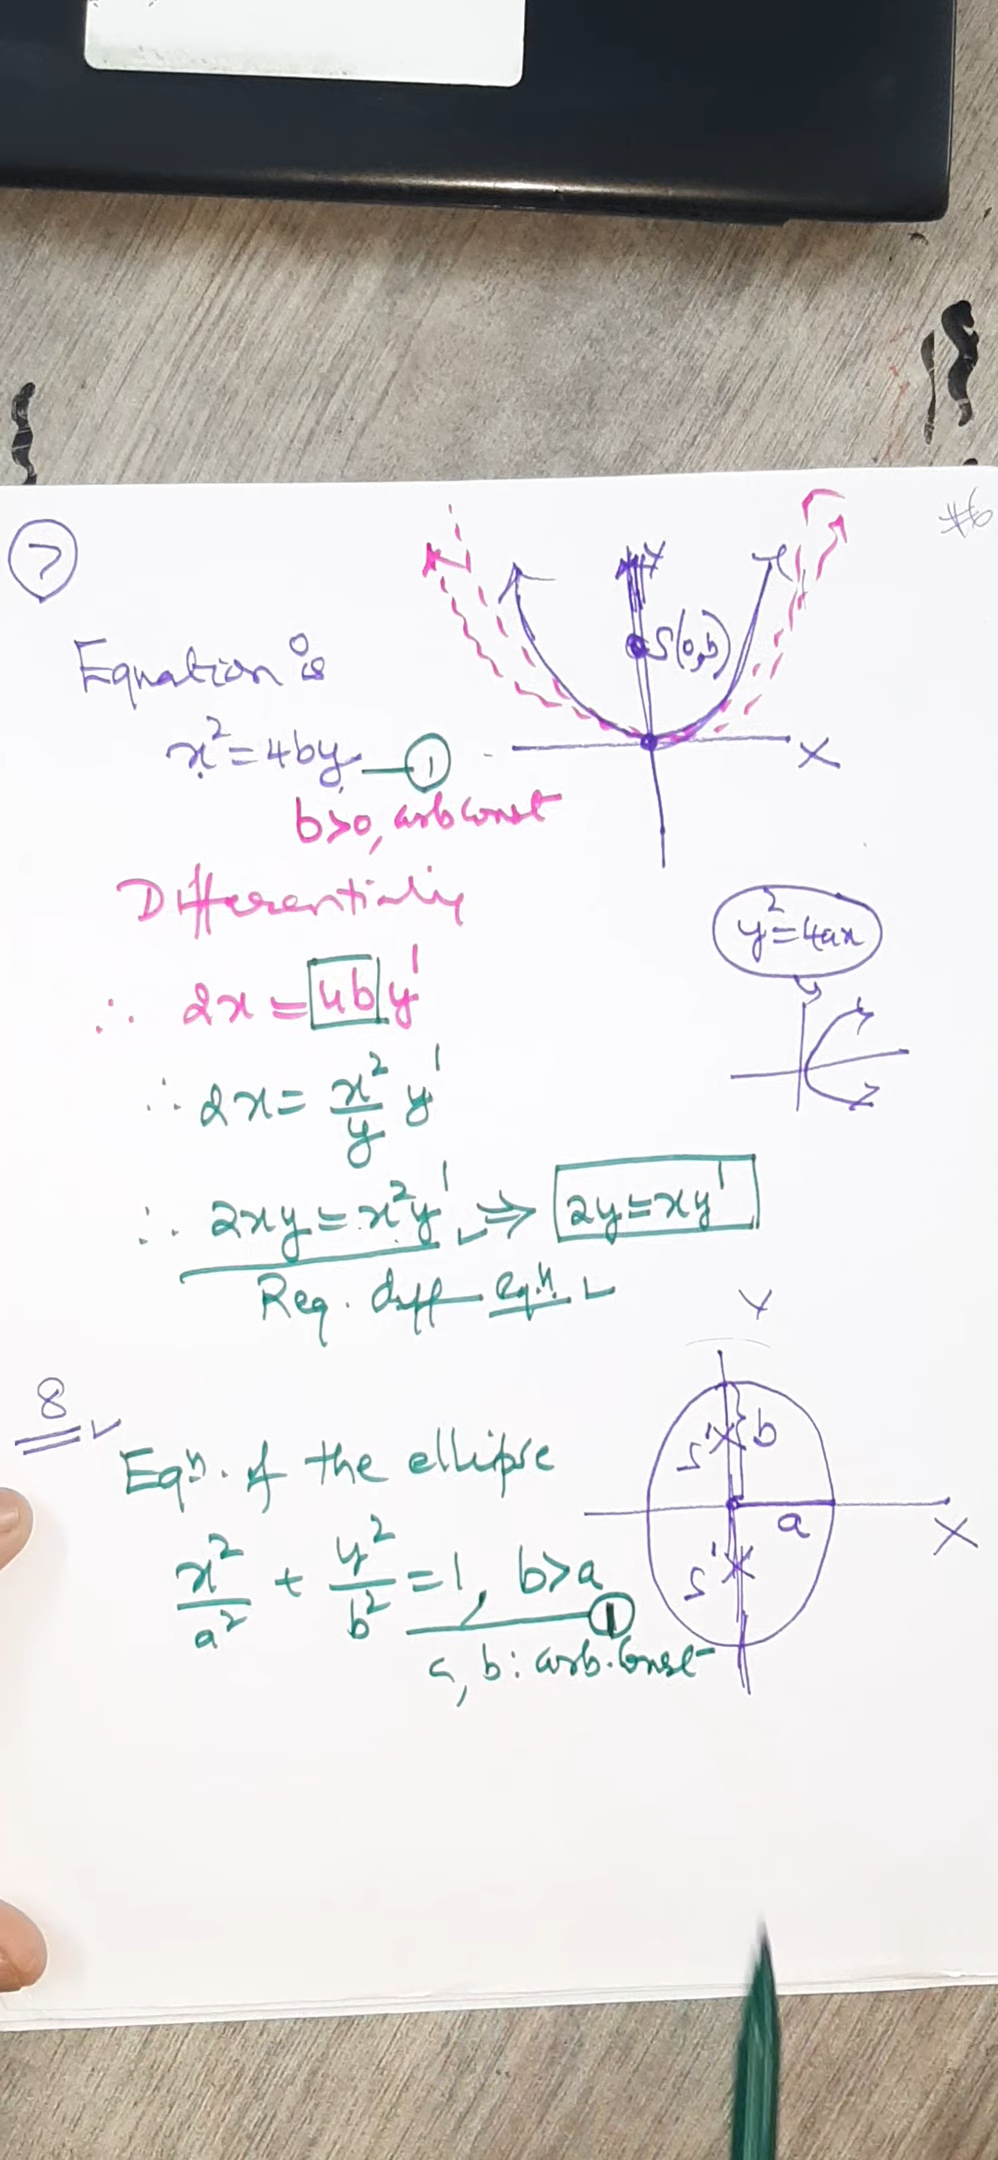 #6
7
Y
S(0,b)
X
Equation is
x² = 4by — 1
b>0, arb const
Differentiating
y² = 4ax
∴ 2x = 4b y'
∴ 2x = x²/y y'
∴ 2xy = x²y' ⇒ 2y = xy'
Req. diff eqⁿ.
8
Y
S'
b
a
X
S'
Eqⁿ. of the ellipse
x²/a² + y²/b² = 1, b>a — 1
a, b: arb. const